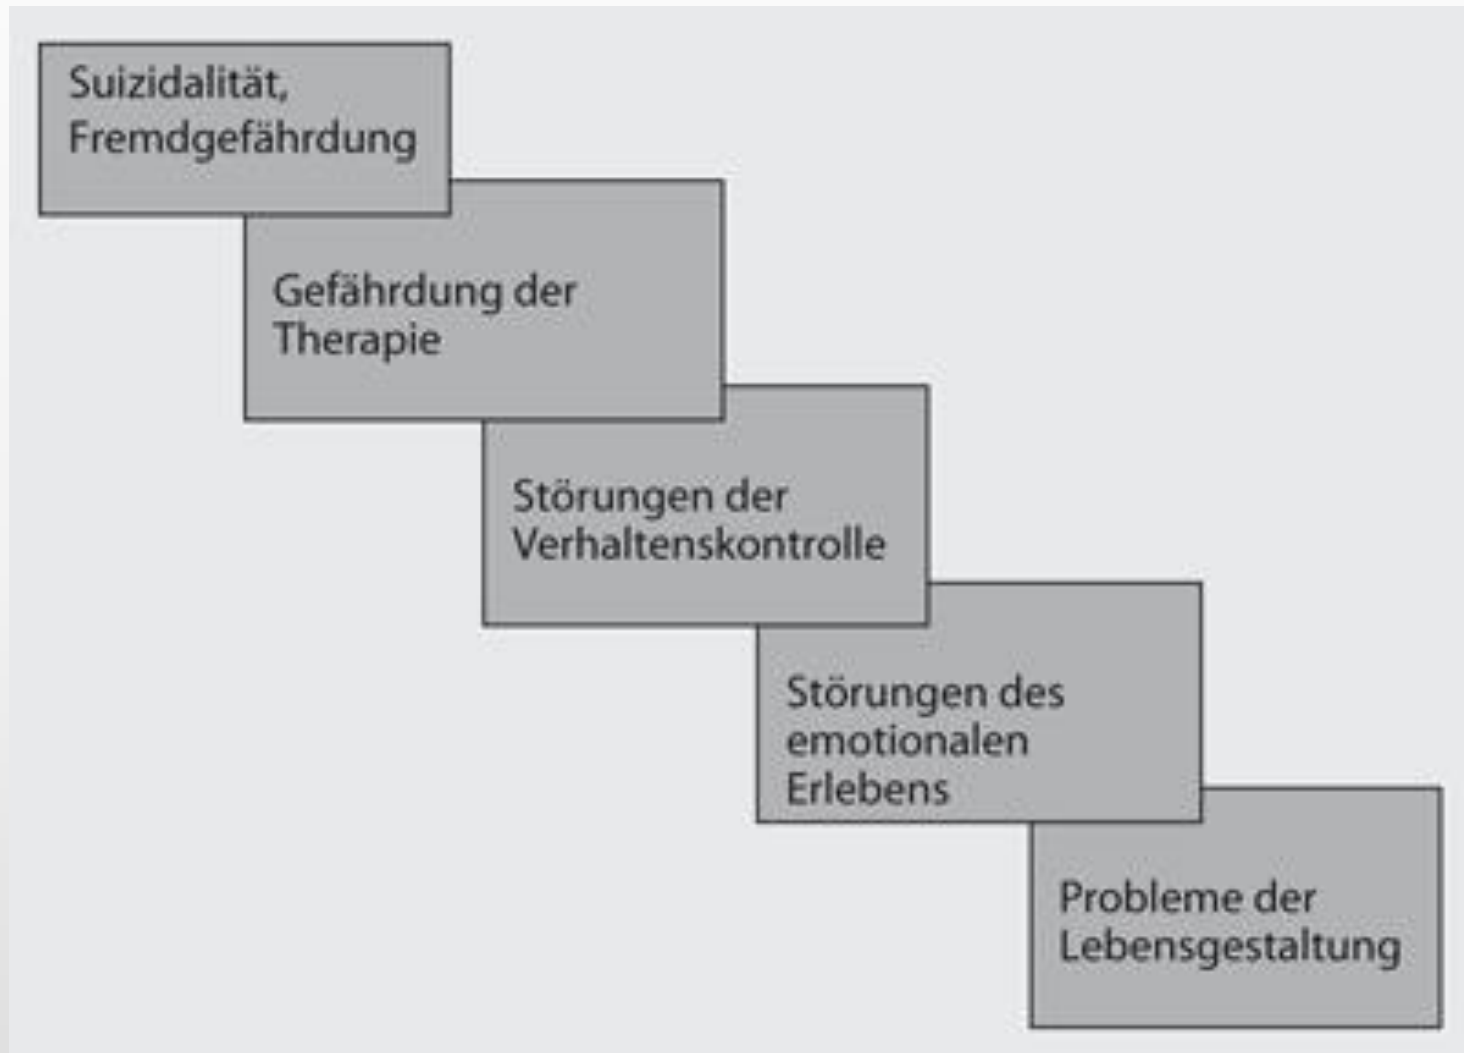 Suizidalität,
Fremdgefährdung
Gefährdung der
Therapie
Störungen der
Verhaltenskontrolle
Störungen des
emotionalen
Erlebens
Probleme der
Lebensgestaltung